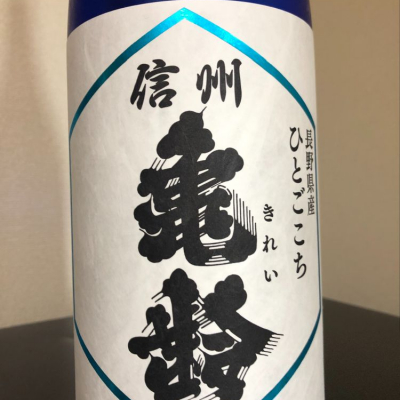 信州
亀齢
きれい
長野県産
ひとごこち